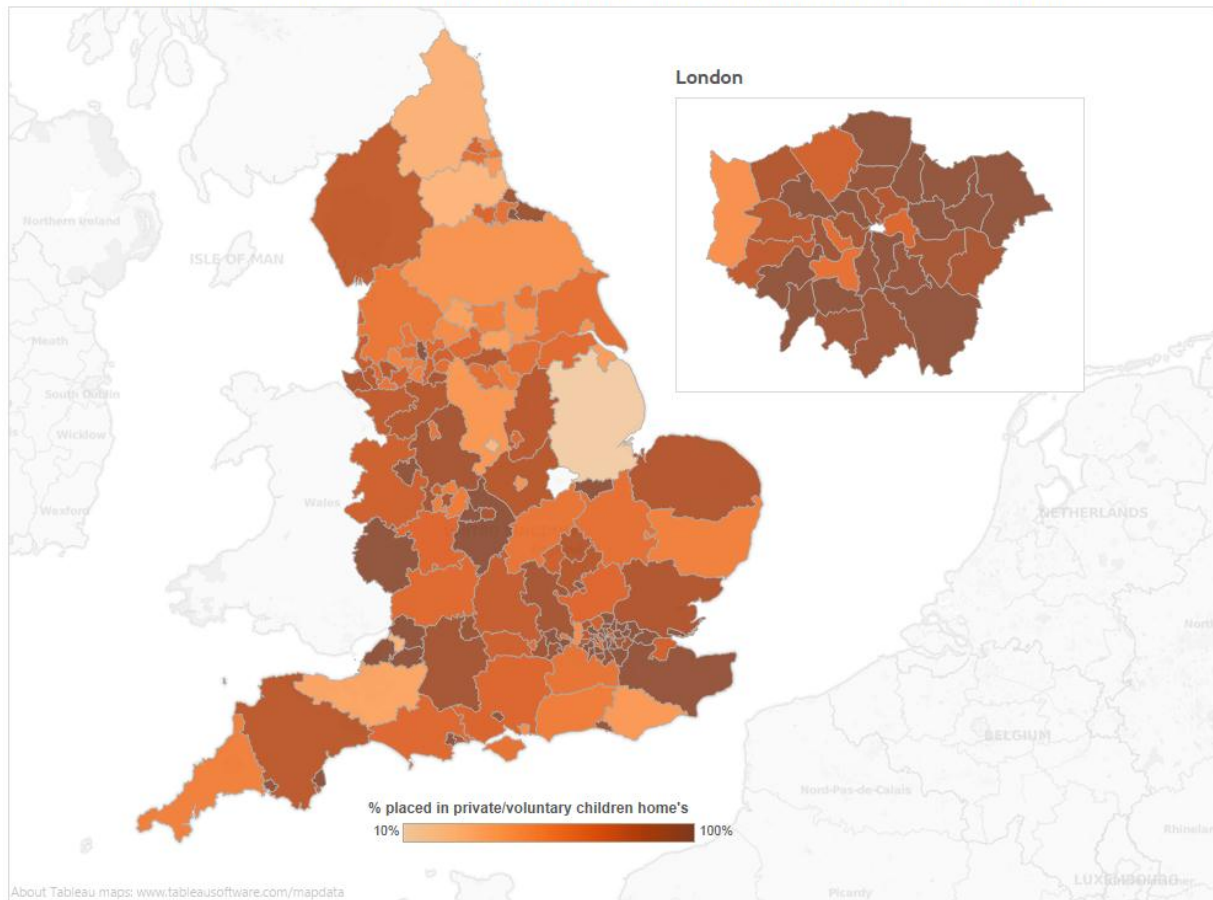 London
Northern Ireland
ISLE OF MAN
Meath
South Dublin
Wicklow
Wexford
Wales
NETHERLANDS
BELGIUM
Nord-Pas-de-Calais
Picardy
% placed in private/voluntary children home's
10%
100%
About Tableau maps: www.tableausoftware.com/mapdata